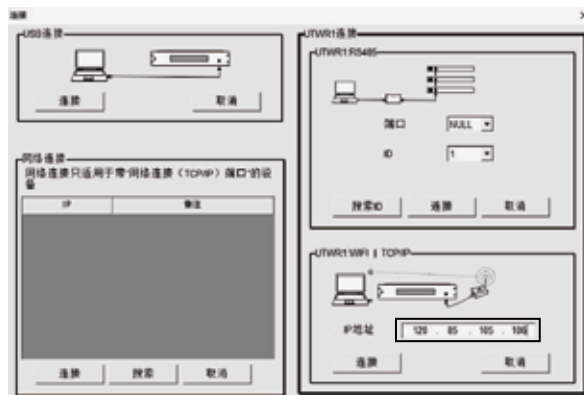 连接
USB连接
连接 取消
网络连接
网络连接只适用于带“网络连接（TCP/IP）端口”的设
备
IP 备注
连接 搜索 取消
UTWR1连接
UTWR1:RS485
端口 NULL
ID 1
搜索ID 连接 取消
UTWR1:WIFI || TCP/IP
IP地址 120 . 85 . 105 . 106
连接 取消